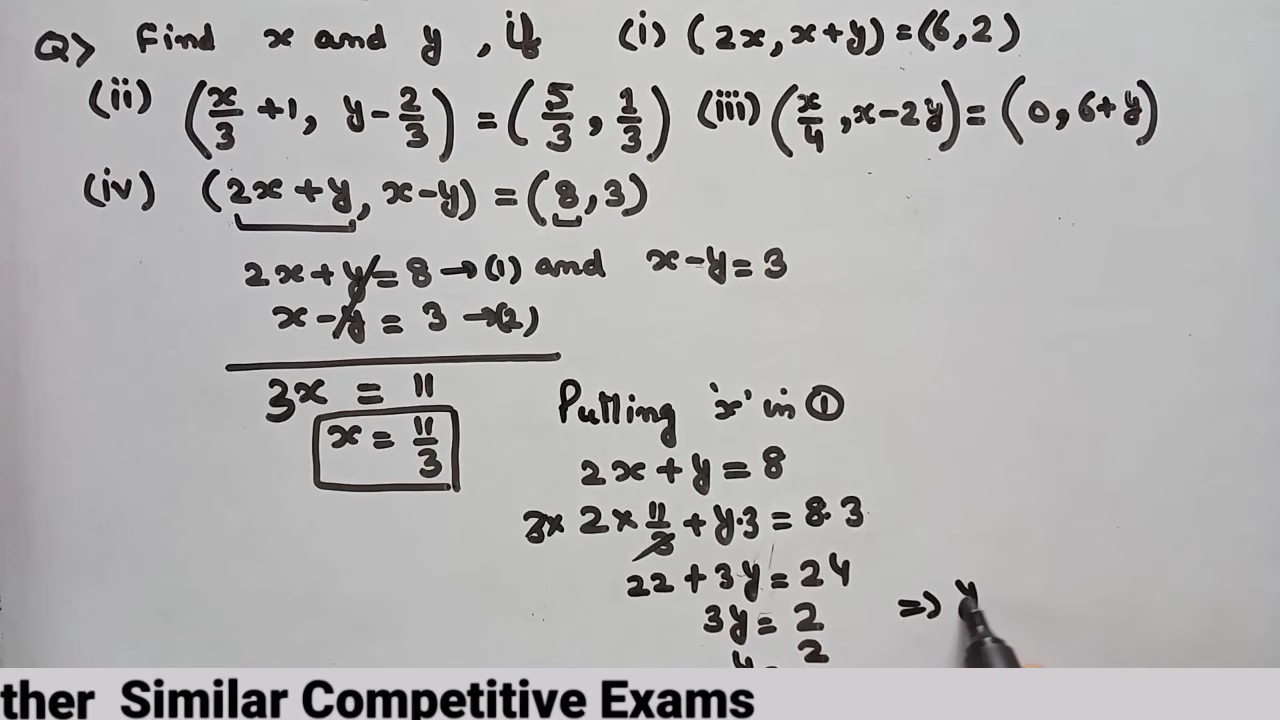 Q> Find x and y, if (i) (2x, x+y) = (6, 2)
(ii) (x/3 + 1, y - 2/3) = (5/3, 1/3) (iii) (x/4, x-2y) = (0, 6+y)
(iv) (2x + y, x-y) = (8, 3)
2x + y = 8 → (1) and x - y = 3
x - y = 3 → (2)
3x = 11
x = 11/3
Putting 'x' in ①
2x + y = 8
3x 2 x 11/3 + y·3 = 8·3
22 + 3y = 24
3y = 2 => y
y = 2
ther Similar Competitive Exams